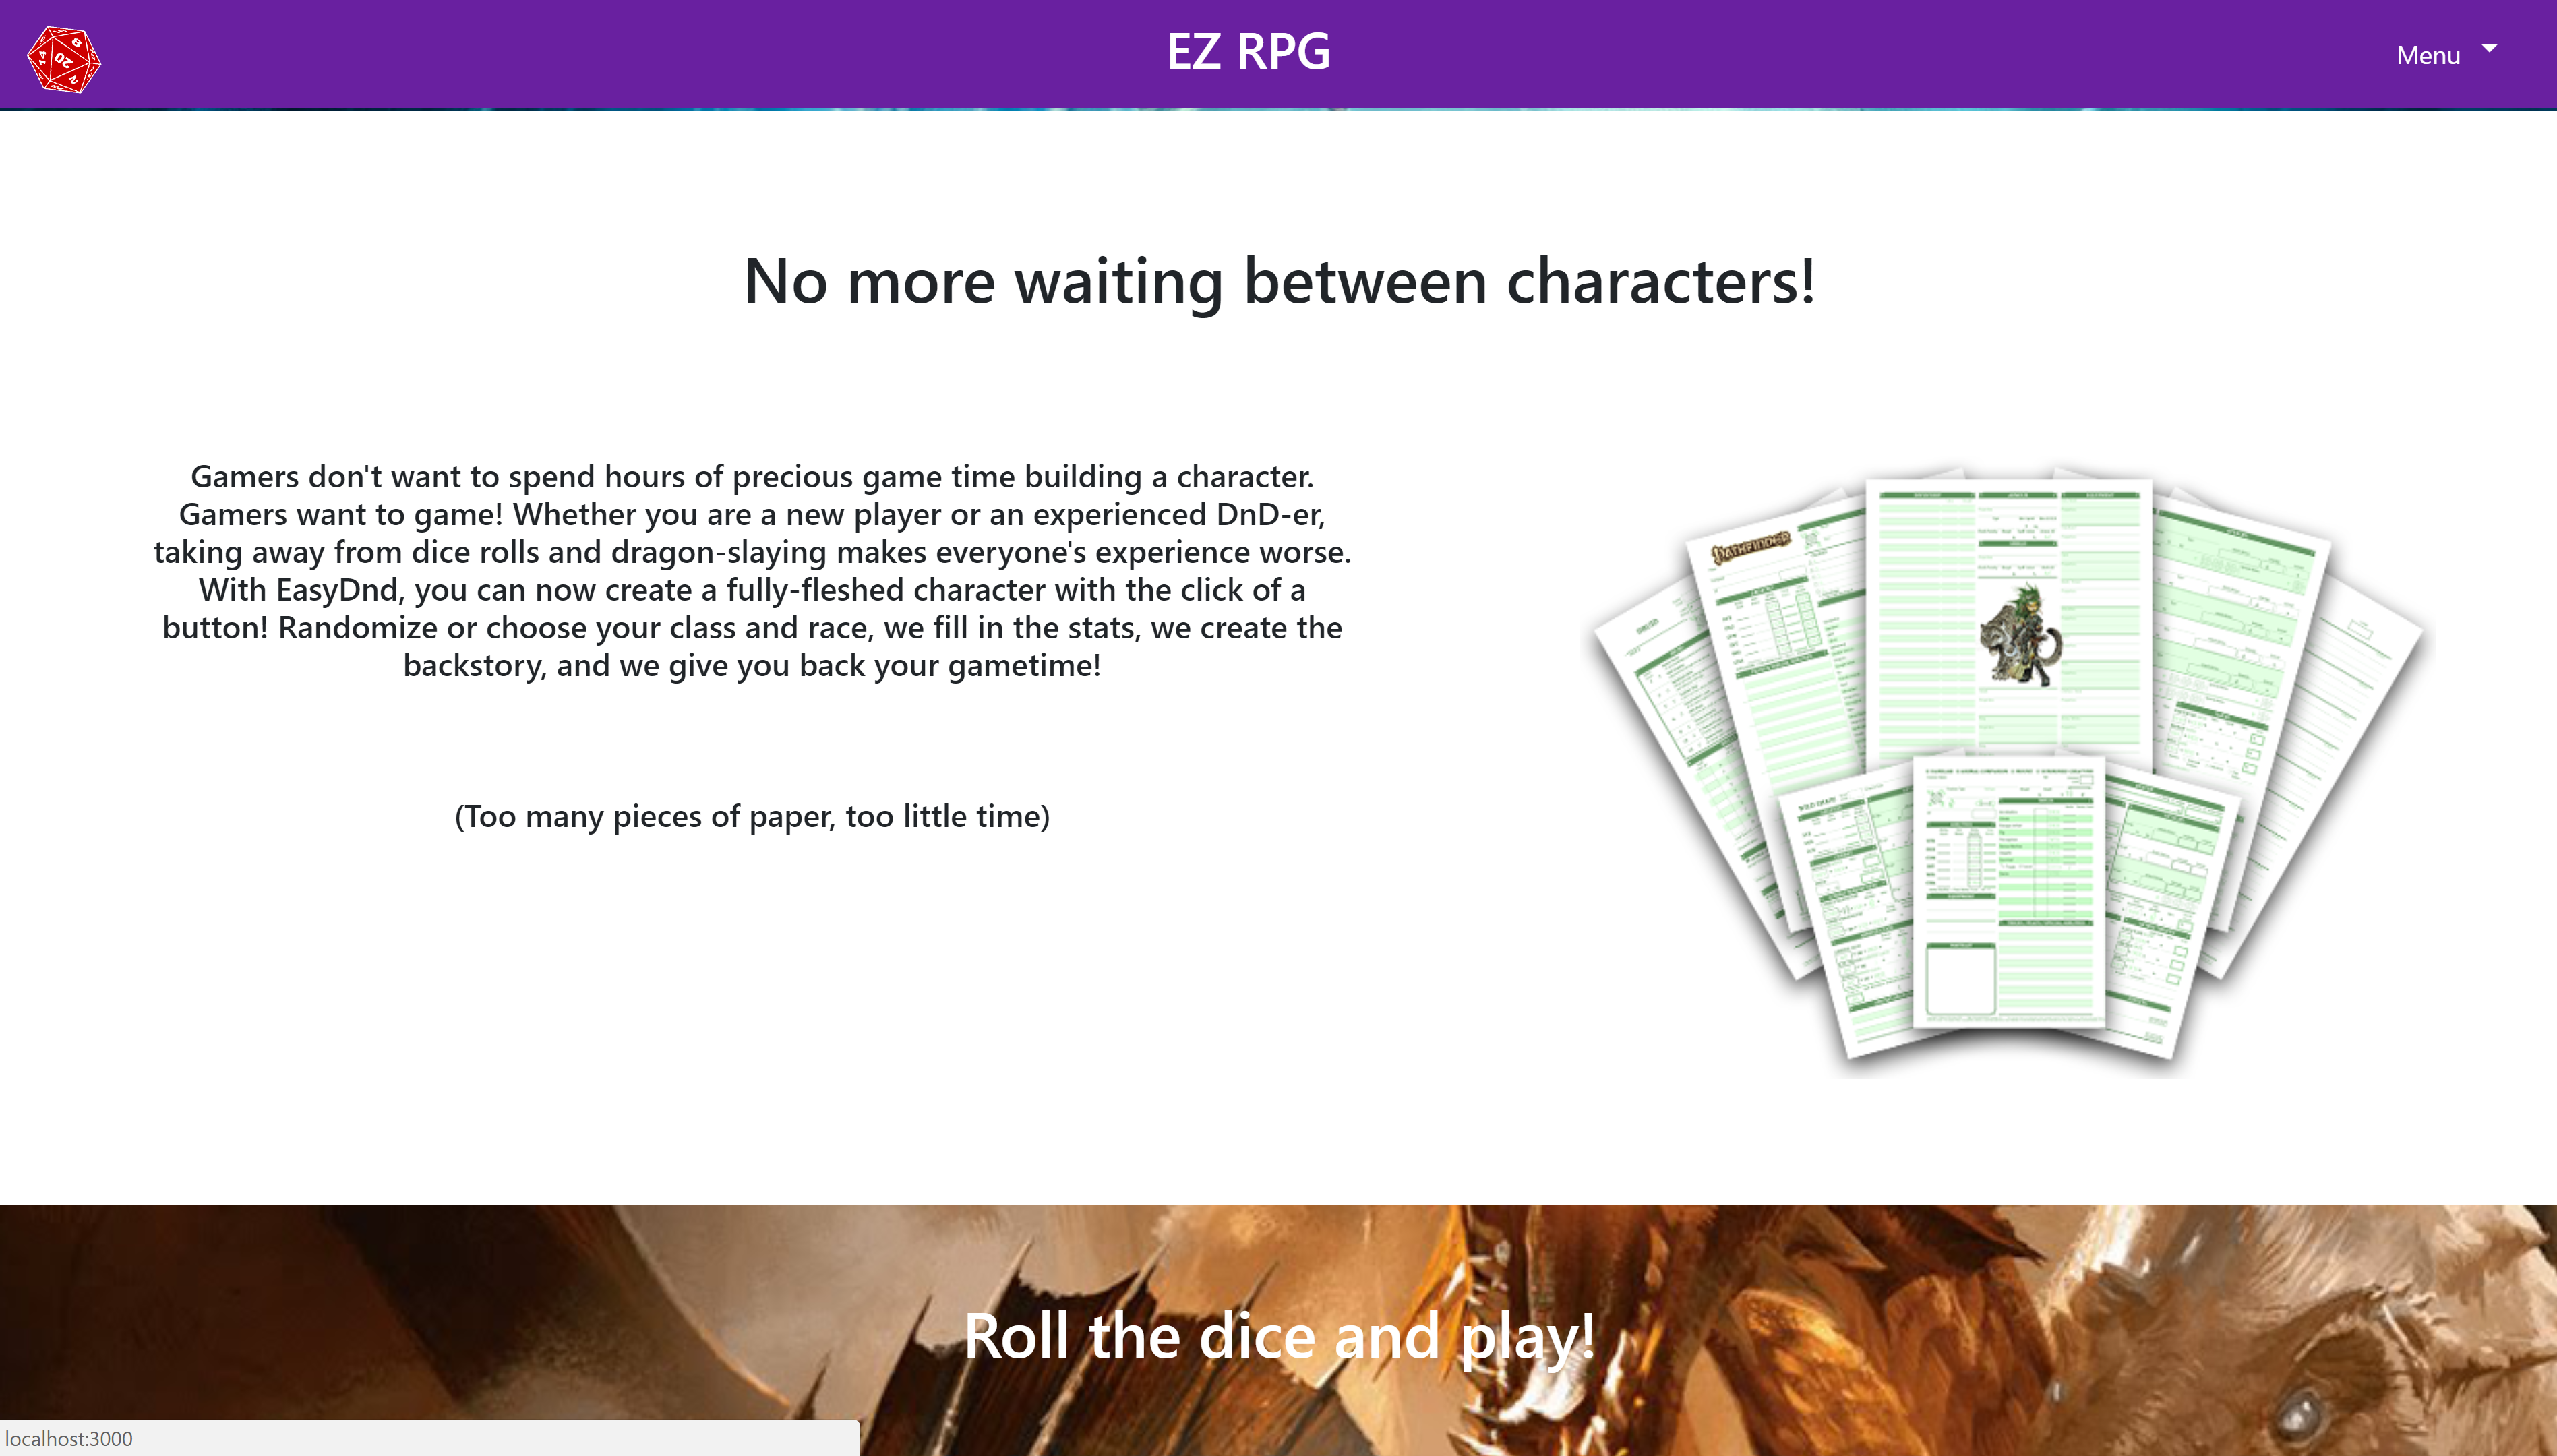 EZ RPG
Menu
14
8
20
2
No more waiting between characters!
Gamers don't want to spend hours of precious game time building a character.
Gamers want to game! Whether you are a new player or an experienced DnD-er,
taking away from dice rolls and dragon-slaying makes everyone's experience worse.
With EasyDnd, you can now create a fully-fleshed character with the click of a
button! Randomize or choose your class and race, we fill in the stats, we create the
backstory, and we give you back your gametime!
(Too many pieces of paper, too little time)
PATHFINDER
Roll the dice and play!
localhost:3000